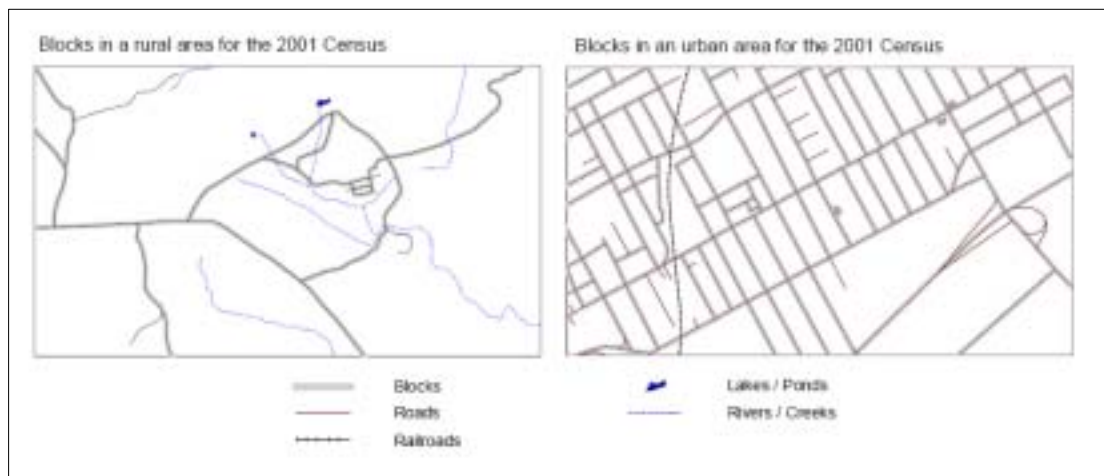 Blocks in a rural area for the 2001 Census
Blocks in an urban area for the 2001 Census
Blocks
Roads
Railroads
Lakes / Ponds
Rivers / Creeks